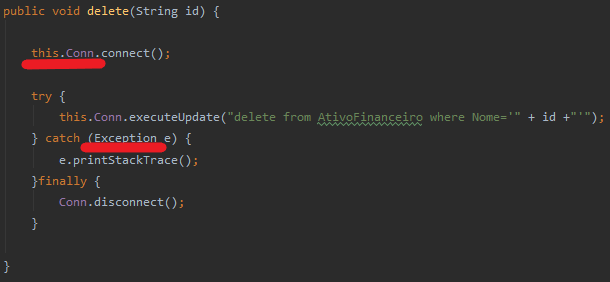 public void delete(String id) {
this.Conn.connect();
try {
this.Conn.executeUpdate("delete from AtivoFinanceiro where Nome='" + id +"'");
} catch (Exception e) {
e.printStackTrace();
}finally {
Conn.disconnect();
}
}